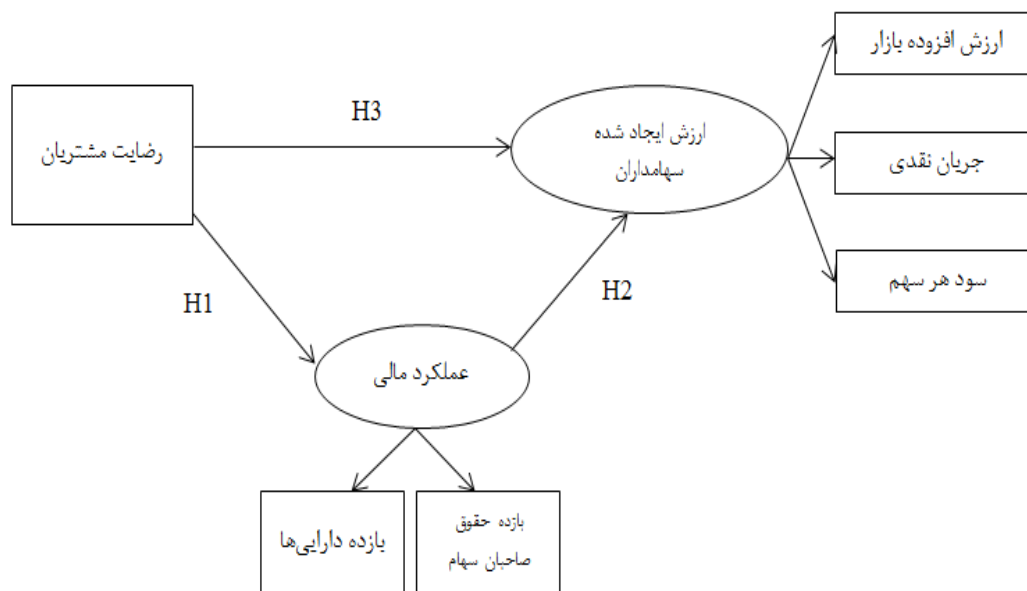 ارزش افزوده بازار
H3
ارزش ایجاد شده
سهامداران
رضایت مشتریان
جریان نقدی
سود هر سهم
H1
H2
عملکرد مالی
بازده حقوق
صاحبان سهام
بازده دارایی‌ها